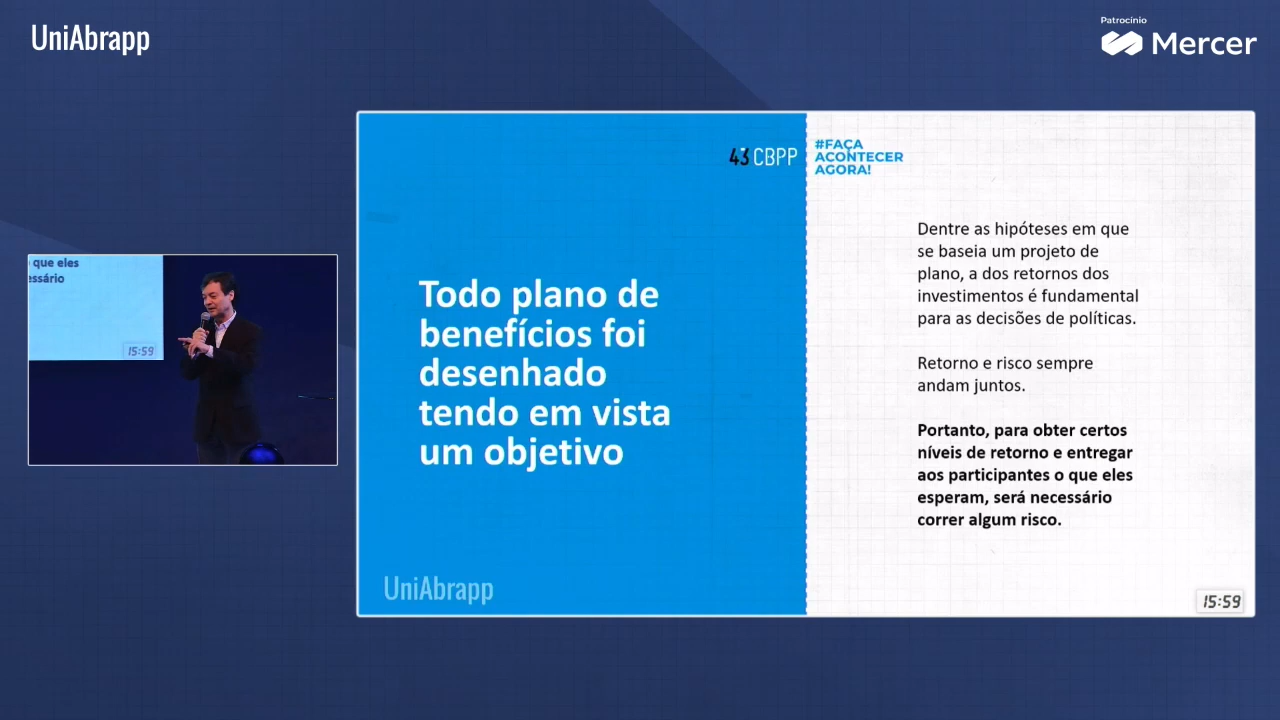 UniAbrapp
Patrocínio
Mercer
43 CBPP
#FAÇA
ACONTECER
AGORA!
Todo plano de
benefícios foi
desenhado
tendo em vista
um objetivo
UniAbrapp
Dentre as hipóteses em que
se baseia um projeto de
plano, a dos retornos dos
investimentos é fundamental
para as decisões de políticas.
Retorno e risco sempre
andam juntos.
Portanto, para obter certos
níveis de retorno e entregar
aos participantes o que eles
esperam, será necessário
correr algum risco.
15:59
que eles
essário
15:59